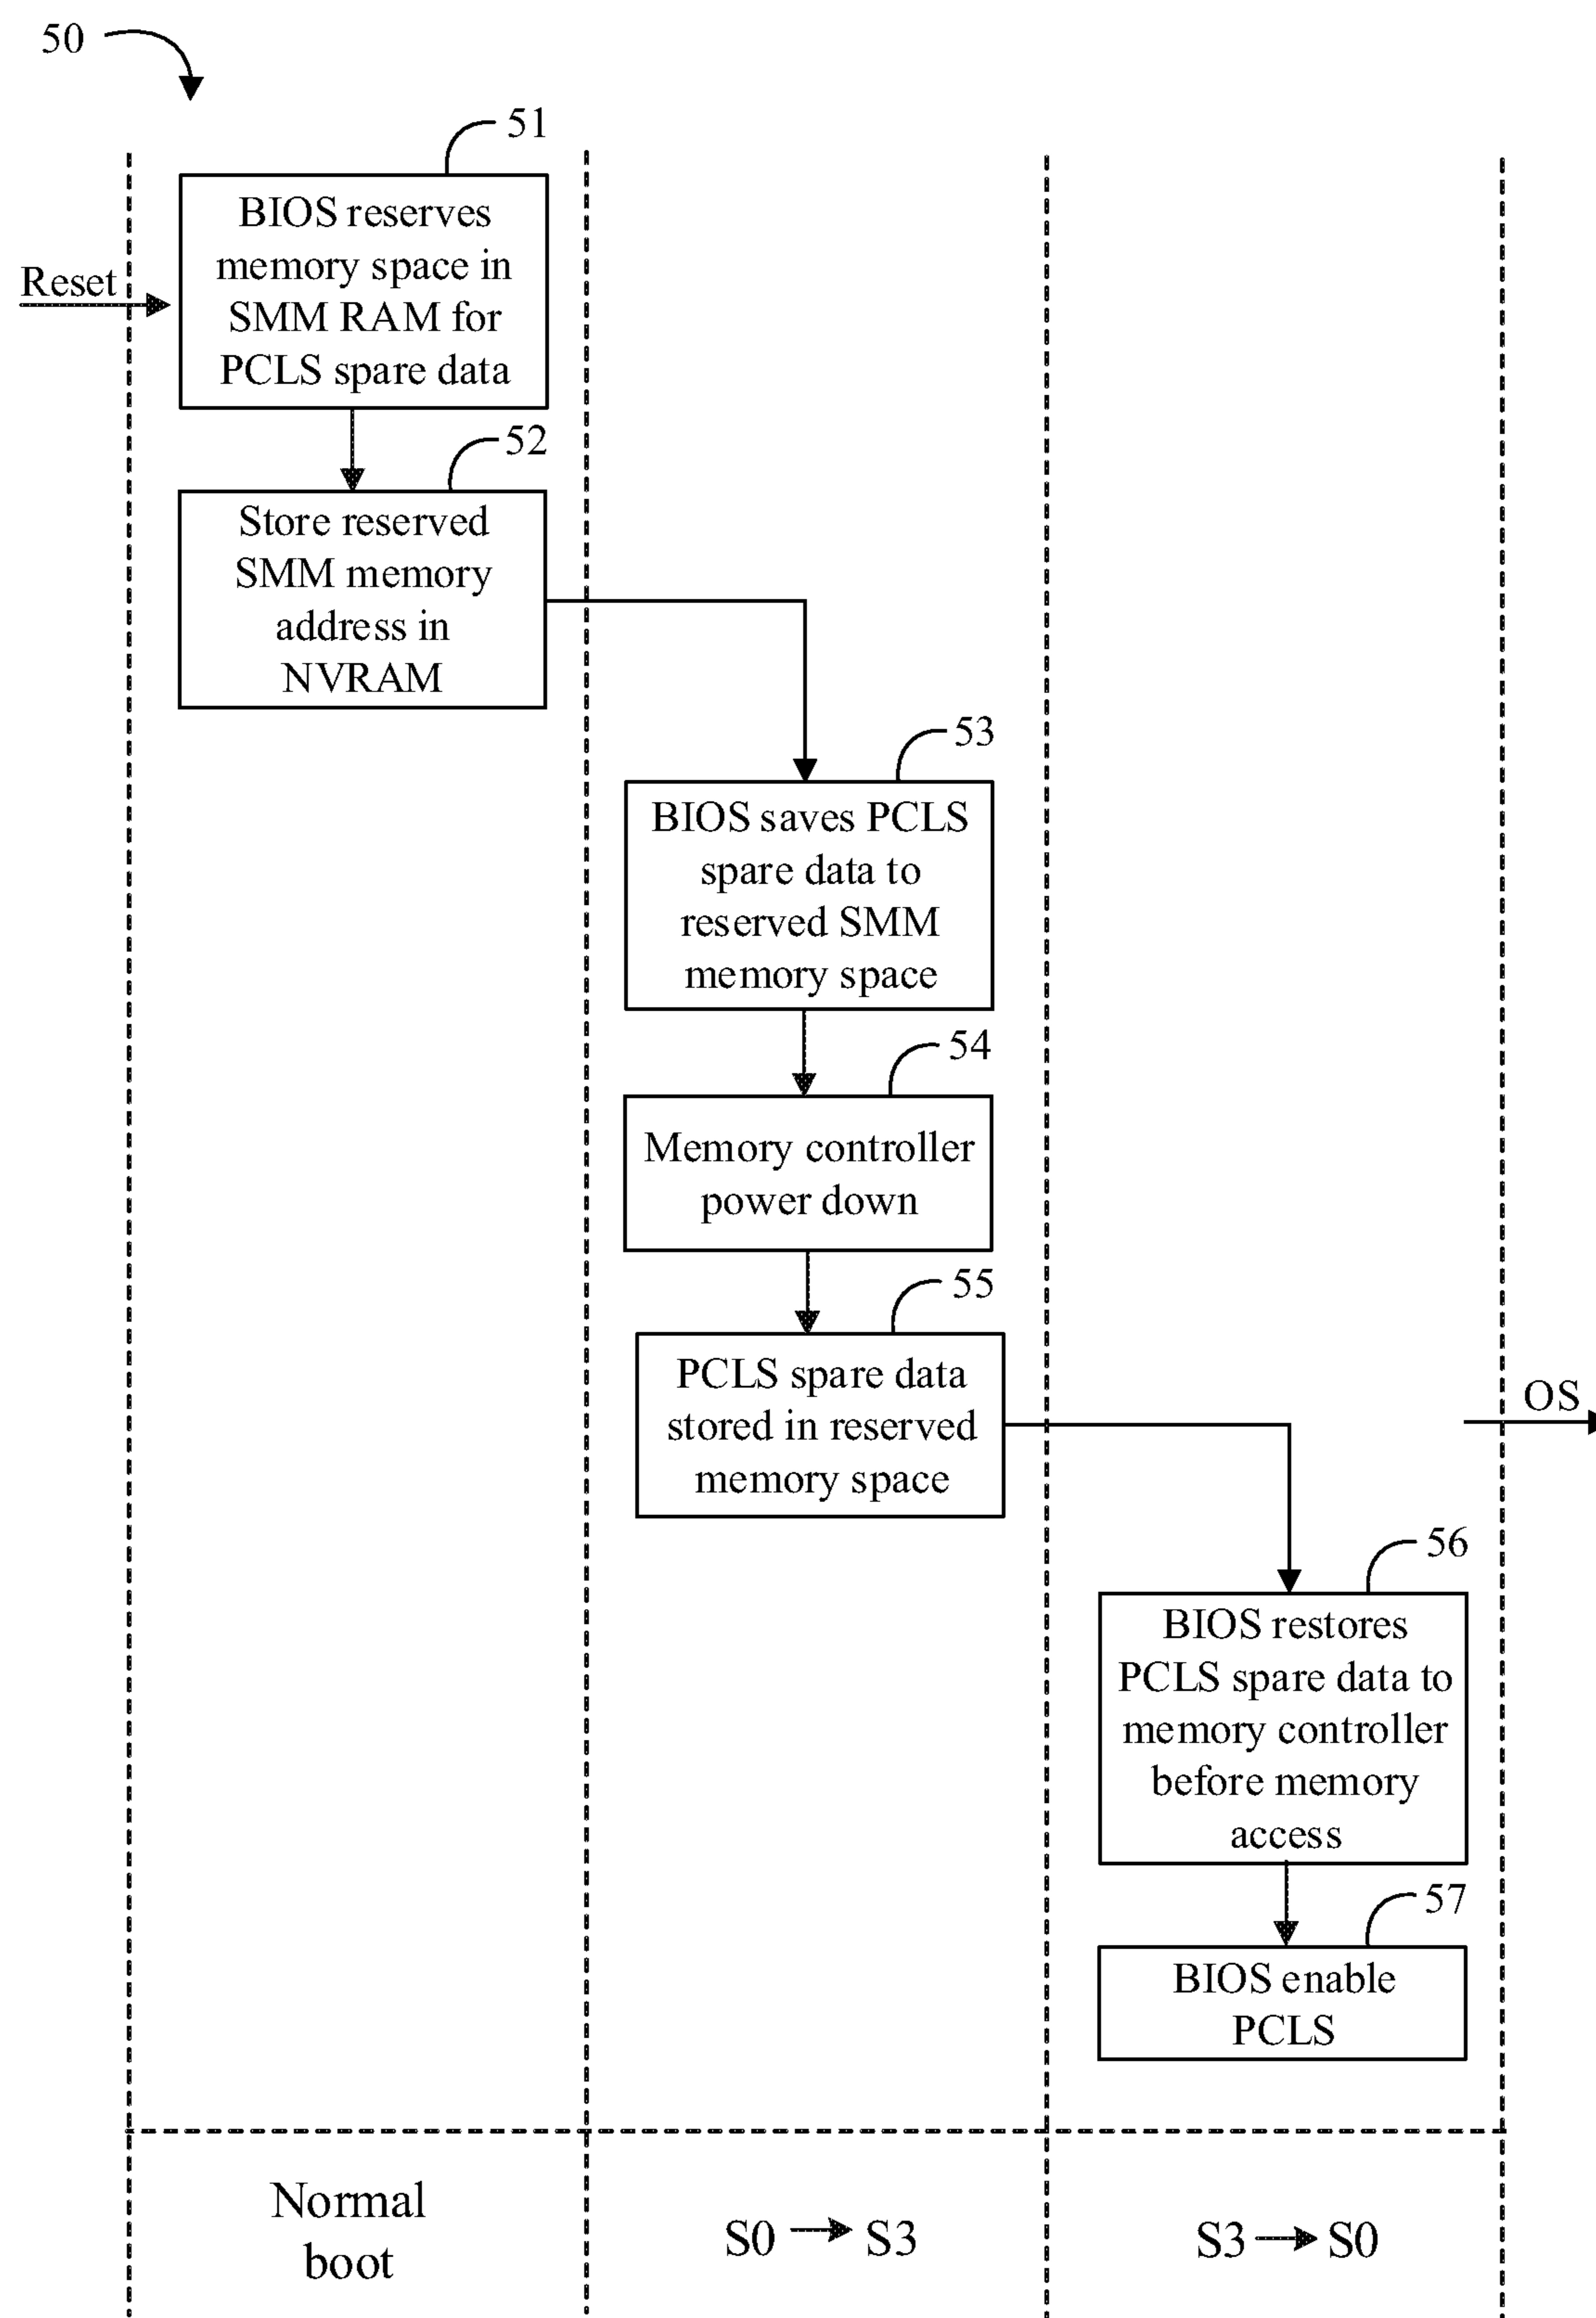 50
51
BIOS reserves
memory space in
SMM RAM for
PCLS spare data
Reset
52
Store reserved
SMM memory
address in
NVRAM
53
BIOS saves PCLS
spare data to
reserved SMM
memory space
54
Memory controller
power down
55
PCLS spare data
stored in reserved
memory space
OS
56
BIOS restores
PCLS spare data to
memory controller
before memory
access
57
BIOS enable
PCLS
Normal
boot
S0 → S3
S3 → S0